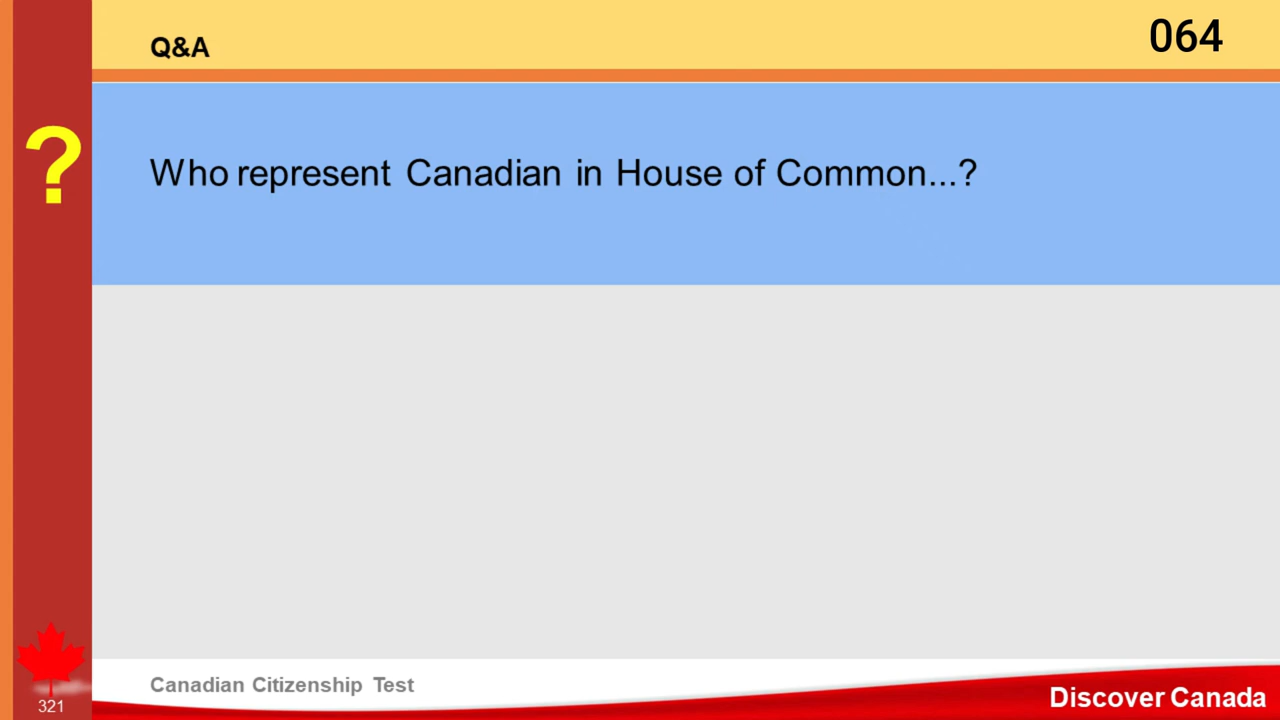 Q&A
064
?
Who represent Canadian in House of Common...?
Canadian Citizenship Test
321
Discover Canada